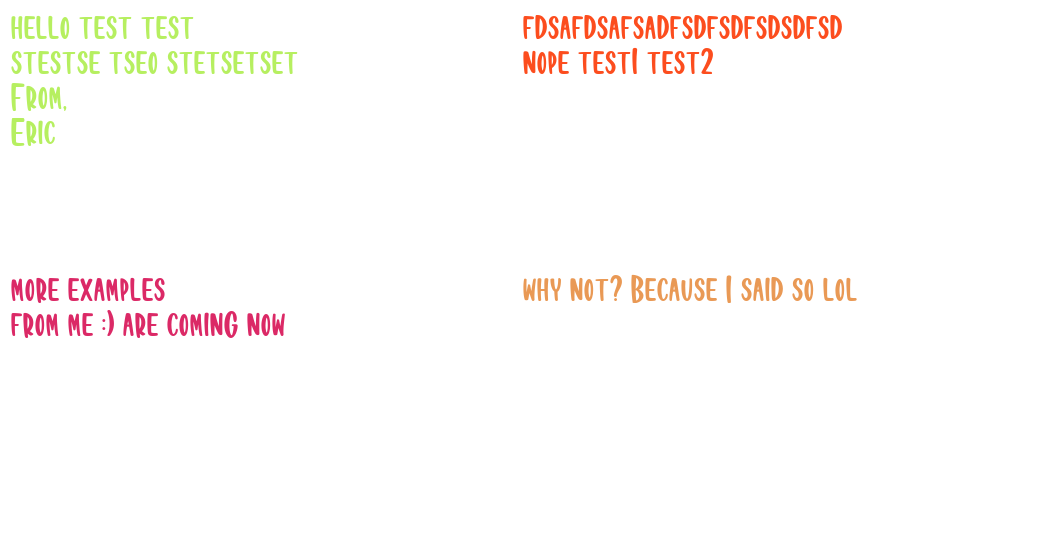 hello test test
stestse tseo stetsetset
From,
Eric
fdsafdsafsadfsdfsdfsdsdfsd
nope test1 test2
more examples
from me :) are coming now
why not? Because I said so lol